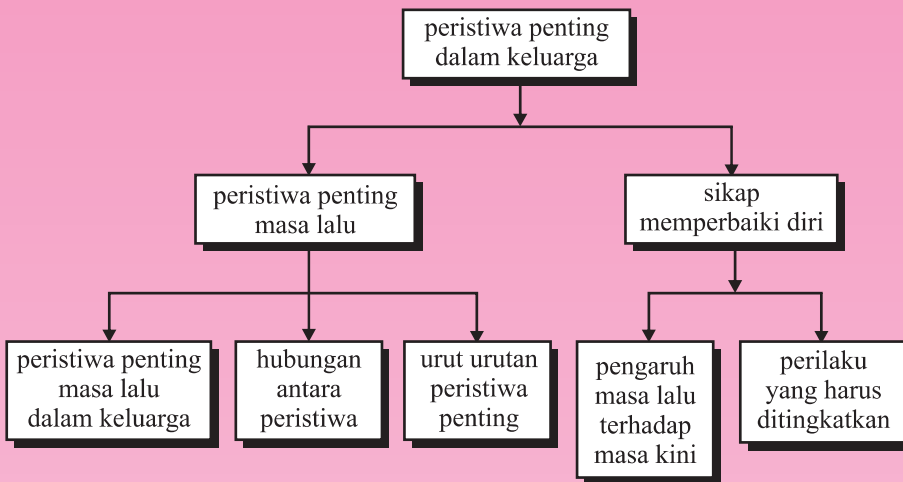 peristiwa penting
dalam keluarga
peristiwa penting
masa lalu
sikap
memperbaiki diri
peristiwa penting
masa lalu
dalam keluarga
hubungan
antara
peristiwa
urut urutan
peristiwa
penting
pengaruh
masa lalu
terhadap
masa kini
perilaku
yang harus
ditingkatkan